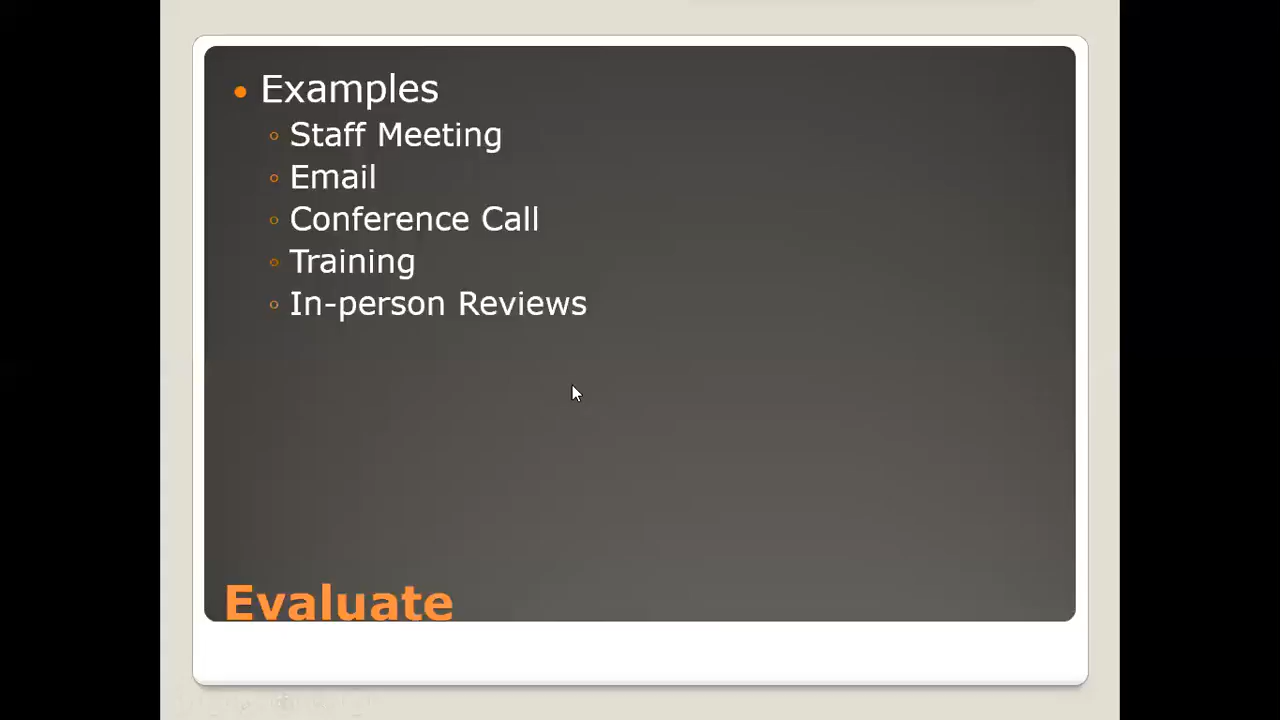 Examples
Staff Meeting
Email
Conference Call
Training
In-person Reviews
Evaluate